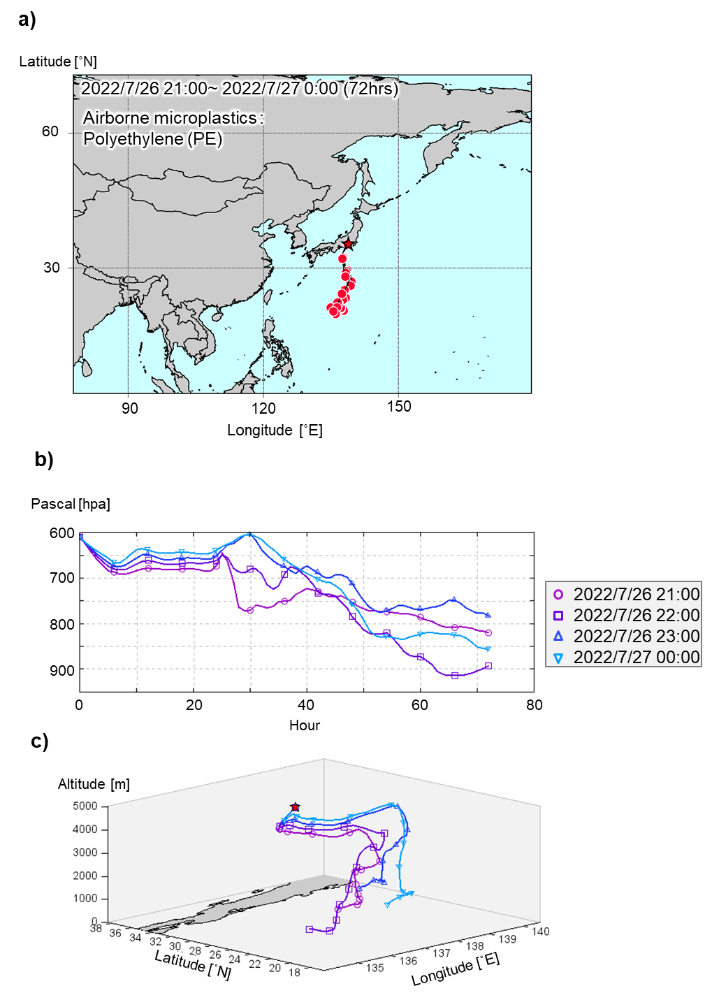 a)
Latitude [˚N]
2022/7/26 21:00~ 2022/7/27 0:00 (72hrs)
Airborne microplastics :
Polyethylene (PE)
60
30
90 120 150
Longitude [˚E]
b)
Pascal [hpa]
600
700
800
900
0 20 40 60 80
Hour
2022/7/26 21:00
2022/7/26 22:00
2022/7/26 23:00
2022/7/27 00:00
c)
Altitude [m]
5000
4000
3000
2000
1000
0
38 36 34 32 30 28 26 24 22 20 18
Latitude [˚N]
135 136 137 138 139 140
Longitude [˚E]